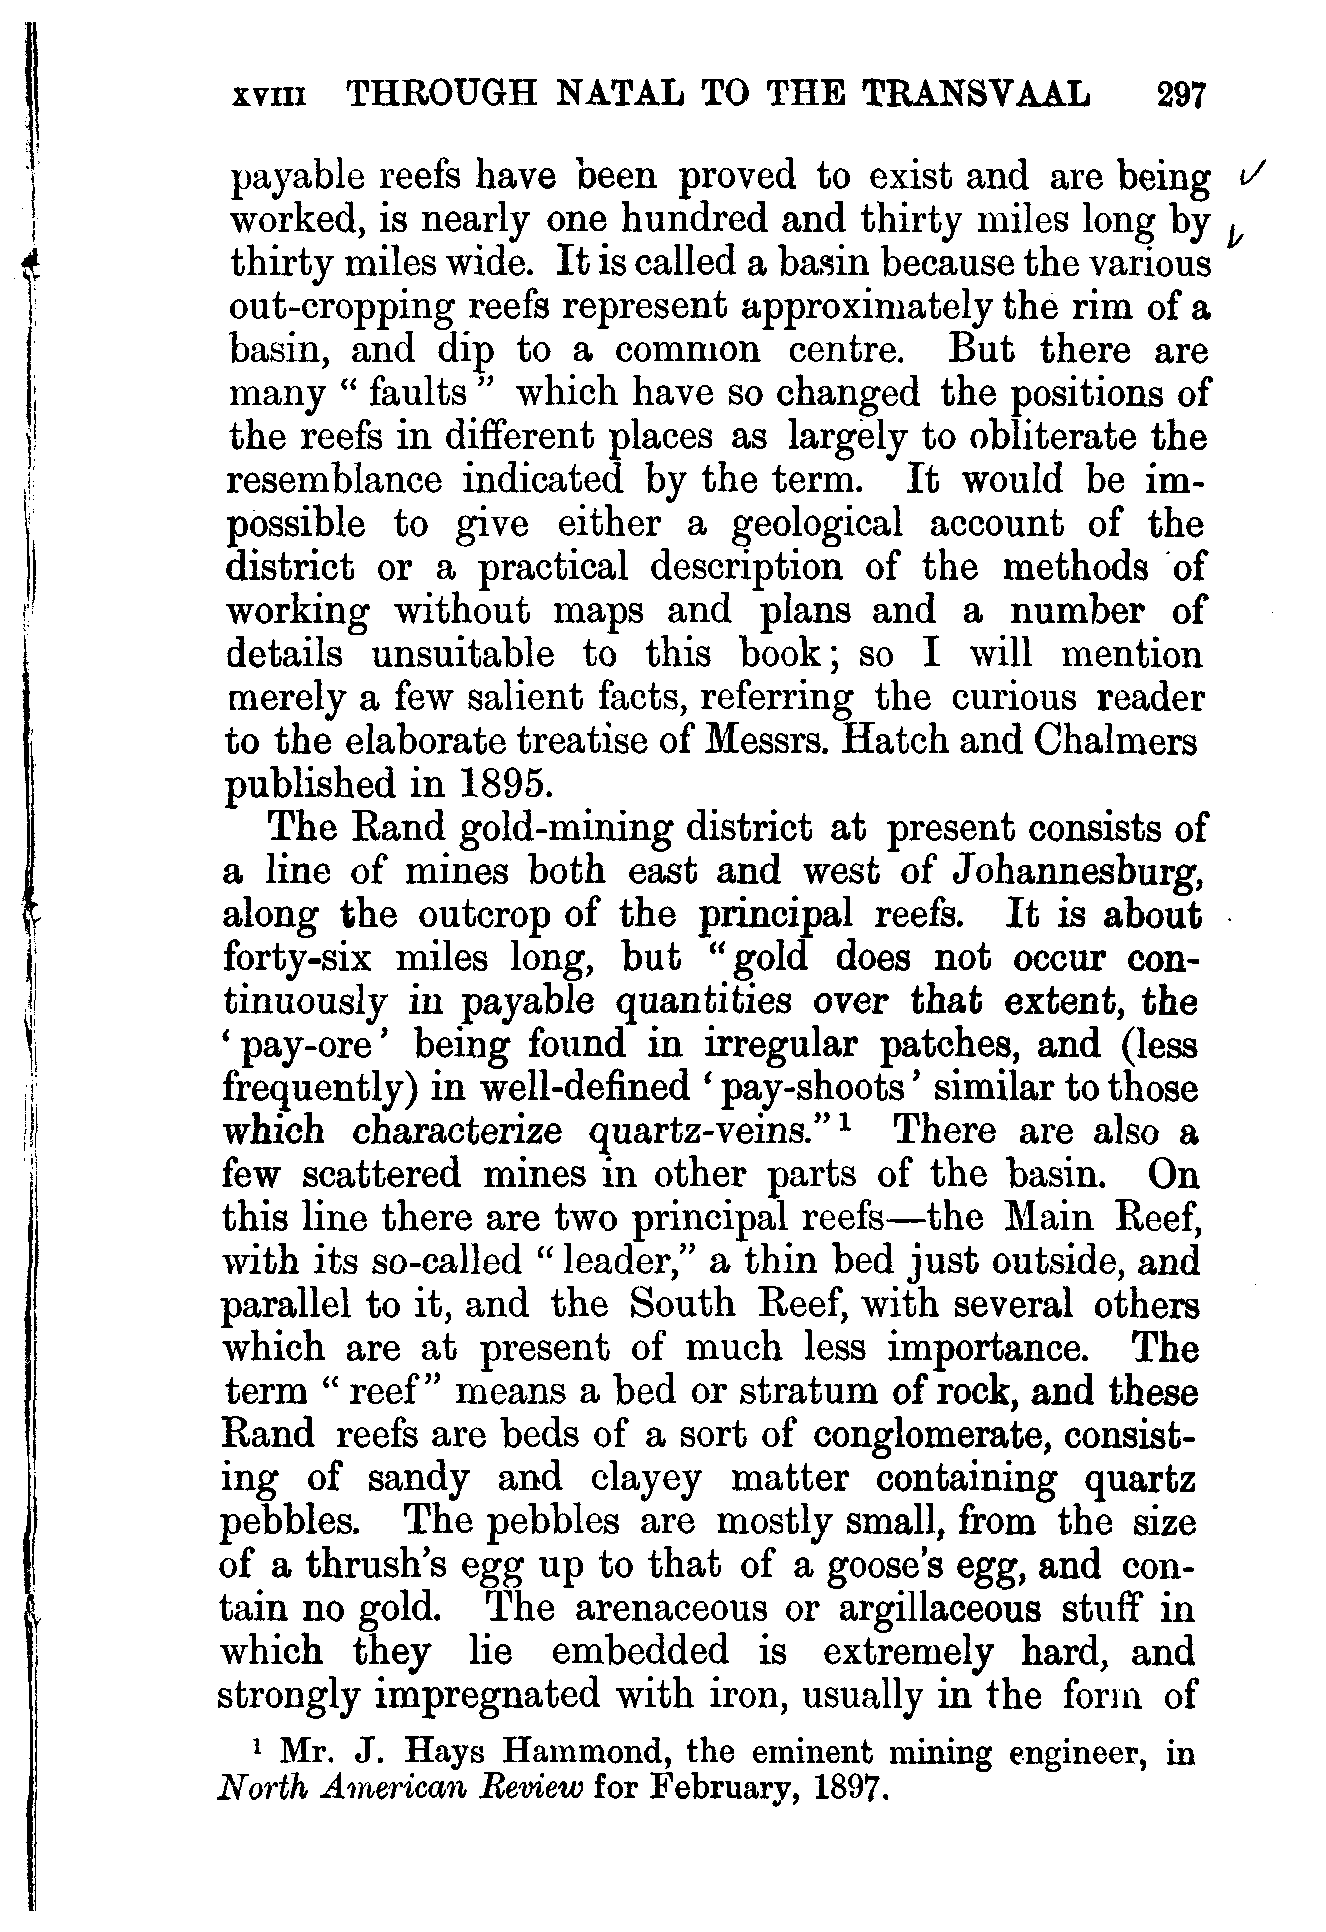 XVIII THROUGH NATAL TO THE TRANSVAAL 297
payable reefs have been proved to exist and are being
worked, is nearly one hundred and thirty miles long by
thirty miles wide. It is called a basin because the various
out-cropping reefs represent approximately the rim of a
basin, and dip to a common centre. But there are
many “ faults ” which have so changed the positions of
the reefs in different places as largely to obliterate the
resemblance indicated by the term. It would be im-
possible to give either a geological account of the
district or a practical description of the methods of
working without maps and plans and a number of
details unsuitable to this book; so I will mention
merely a few salient facts, referring the curious reader
to the elaborate treatise of Messrs. Hatch and Chalmers
published in 1895.
The Rand gold-mining district at present consists of
a line of mines both east and west of Johannesburg,
along the outcrop of the principal reefs. It is about
forty-six miles long, but “gold does not occur con-
tinuously in payable quantities over that extent, the
‘ pay-ore’ being found in irregular patches, and (less
frequently) in well-defined ‘ pay-shoots’ similar to those
which characterize quartz-veins.”¹ There are also a
few scattered mines in other parts of the basin. On
this line there are two principal reefs—the Main Reef,
with its so-called “ leader,” a thin bed just outside, and
parallel to it, and the South Reef, with several others
which are at present of much less importance. The
term “ reef” means a bed or stratum of rock, and these
Rand reefs are beds of a sort of conglomerate, consist-
ing of sandy and clayey matter containing quartz
pebbles. The pebbles are mostly small, from the size
of a thrush’s egg up to that of a goose’s egg, and con-
tain no gold. The arenaceous or argillaceous stuff in
which they lie embedded is extremely hard, and
strongly impregnated with iron, usually in the form of
¹ Mr. J. Hays Hammond, the eminent mining engineer, in
North American Review for February, 1897.